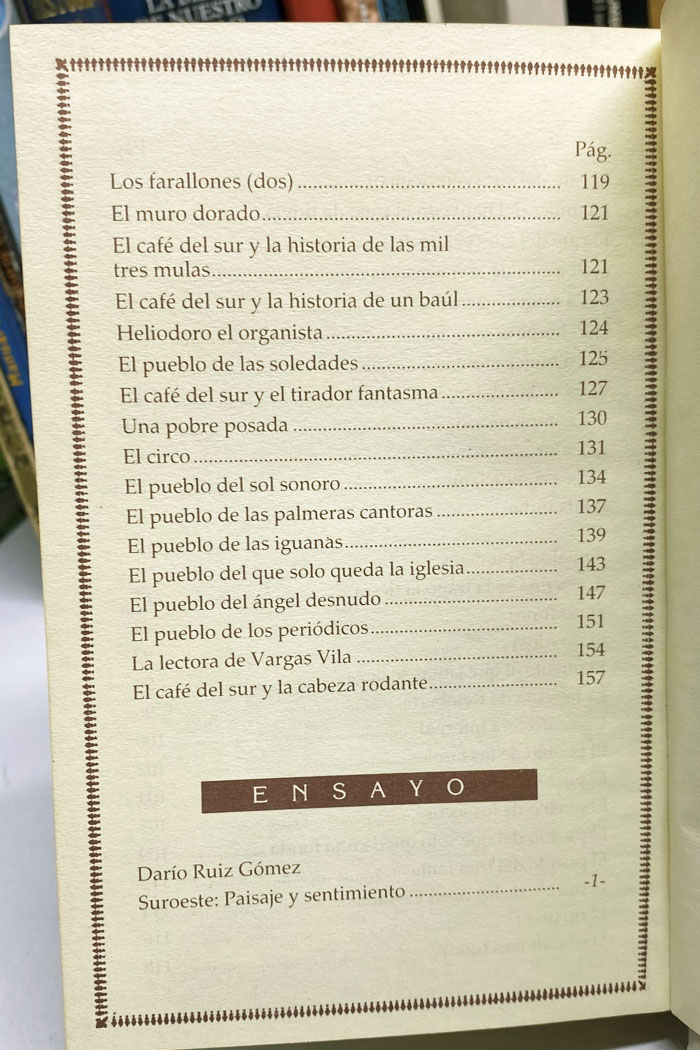 LA
DE NUESTRO
Pág.
Los farallones (dos) ............................................. 119
El muro dorado.................................................... 121
El café del sur y la historia de las mil
tres mulas............................................................. 121
El café del sur y la historia de un baúl.................. 123
Heliodoro el organista........................................ 124
El pueblo de las soledades.................................. 125
El café del sur y el tirador fantasma..................... 127
Una pobre posada ............................................... 130
El circo................................................................. 131
El pueblo del sol sonoro...................................... 134
El pueblo de las palmeras cantoras ..................... 137
El pueblo de las iguanas...................................... 139
El pueblo del que solo queda la iglesia................ 143
El pueblo del ángel desnudo ............................... 147
El pueblo de los periódicos.................................. 151
La lectora de Vargas Vila .................................... 154
El café del sur y la cabeza rodante....................... 157
ENSAYO
Darío Ruiz Gómez
Suroeste: Paisaje y sentimiento ........................... -1-